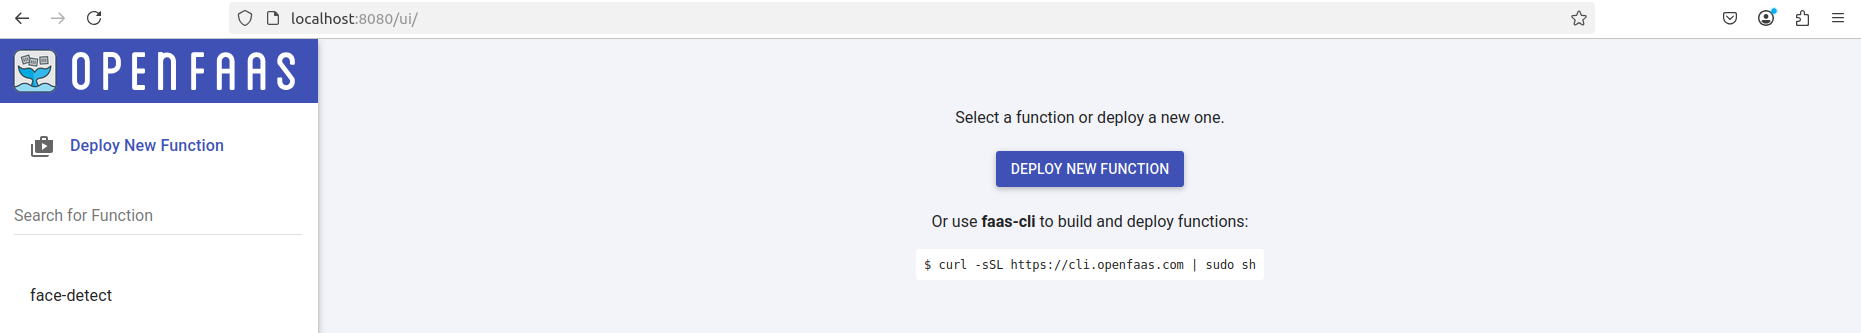 localhost:8080/ui/
OPENFAAS
Deploy New Function
Search for Function
face-detect
Select a function or deploy a new one.
DEPLOY NEW FUNCTION
Or use faas-cli to build and deploy functions:
$ curl -sSL https://cli.openfaas.com | sudo sh